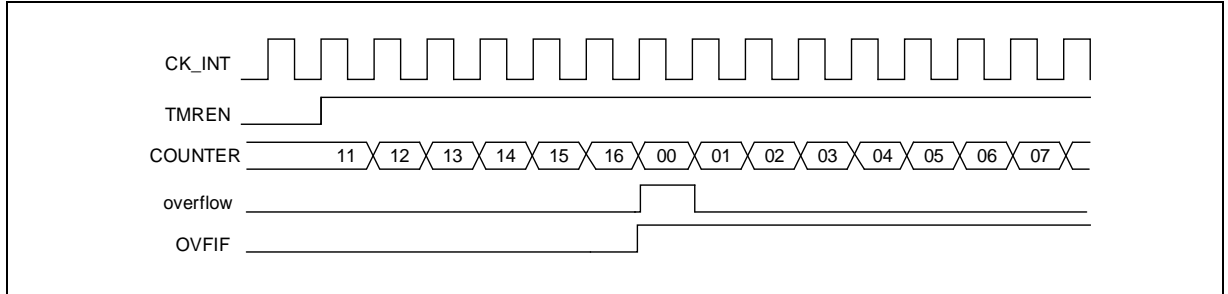 CK_INT
TMREN
COUNTER 11 12 13 14 15 16 00 01 02 03 04 05 06 07
overflow
OVFIF